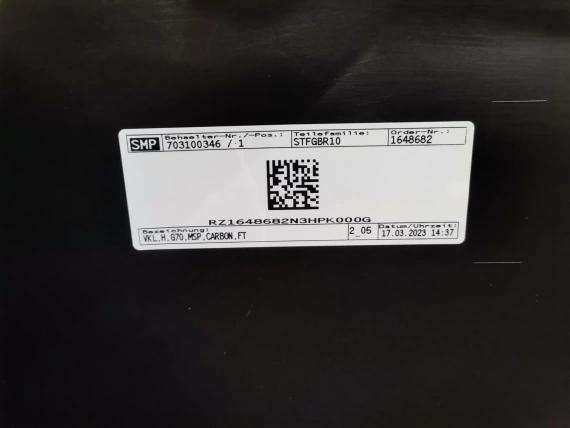 SMP
Behaelter-Nr./-Pos.: Teilefamilie: Order-Nr.:
703100346 / 1 STFGBR10 1648682
RZ1648682N3HPK000G
Bezeichnung: Datum/Uhrzeit:
VKL.H.G70.MSP.CARBON.FT 2_05 17.03.2023 14:37